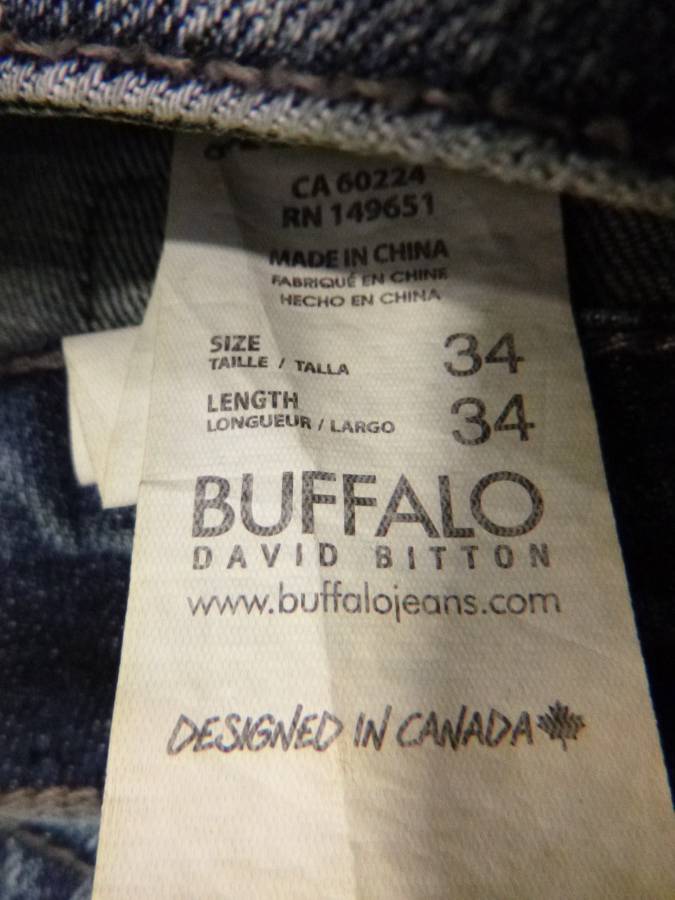 CA 60224
RN 149651
MADE IN CHINA
FABRIQUÉ EN CHINE
HECHO EN CHINA
SIZE 34
TAILLE / TALLA
LENGTH 34
LONGUEUR / LARGO
BUFFALO
DAVID BITTON
www.buffalojeans.com
DESIGNED IN CANADA